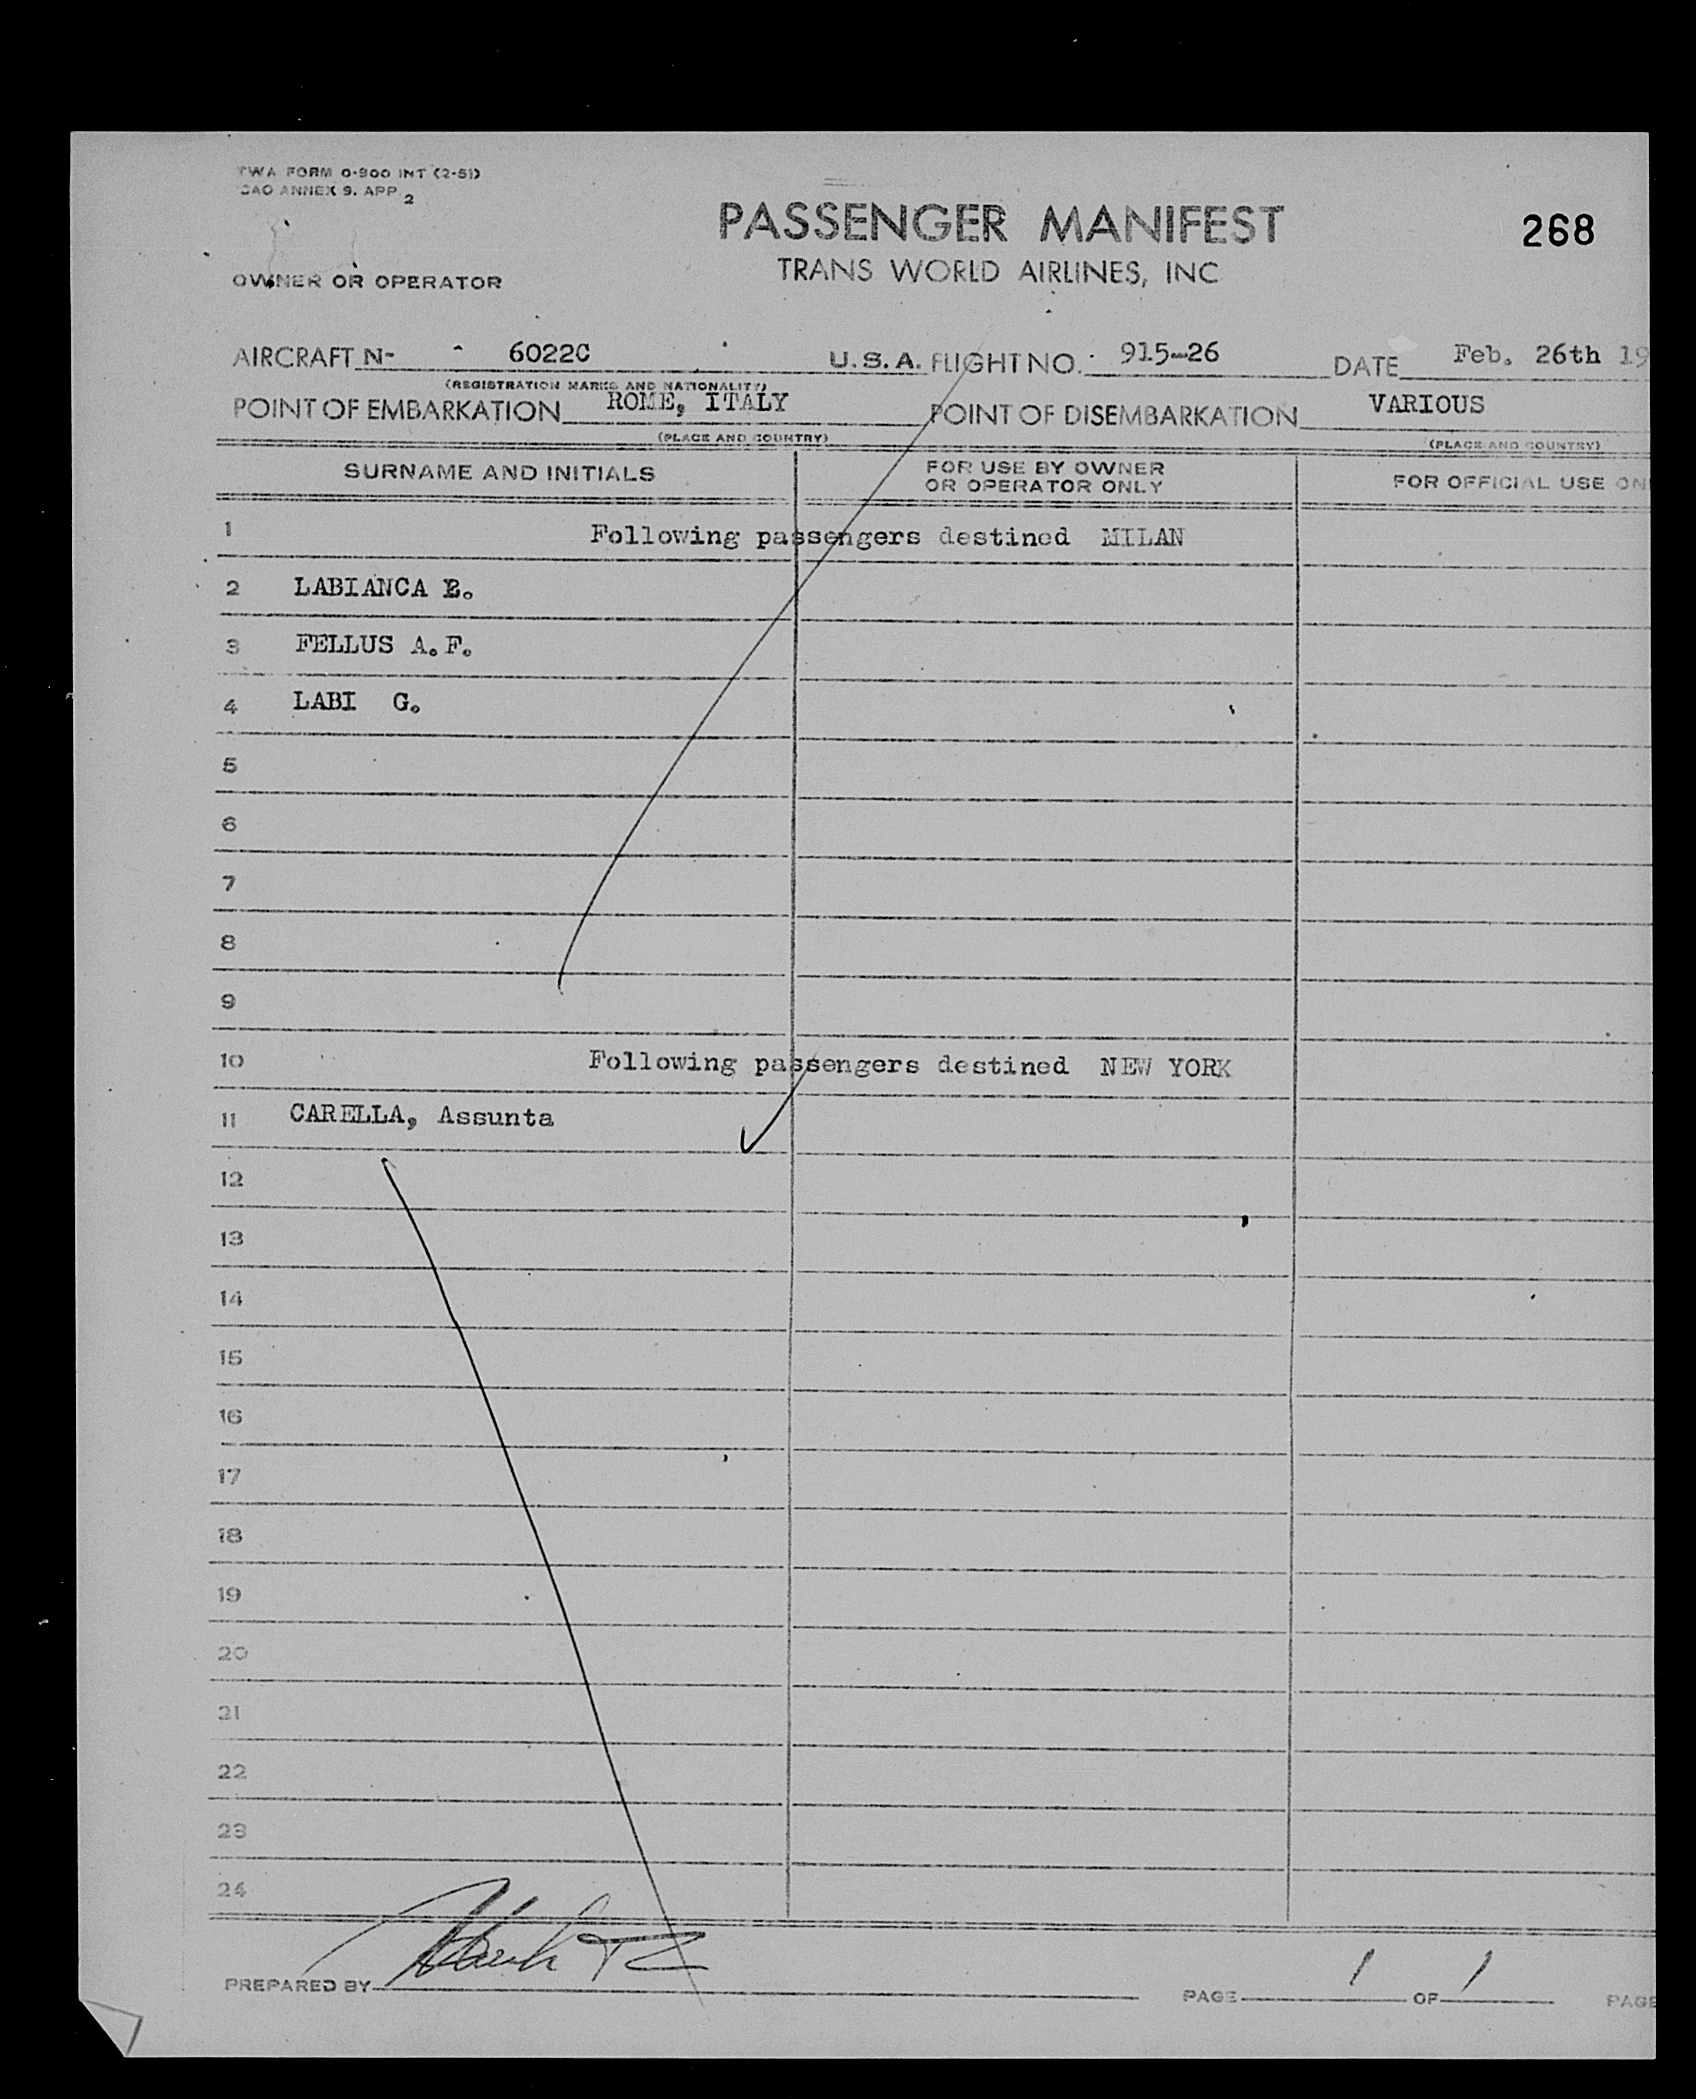 TWA FORM 0-900 INT (2-51)
ICAO ANNEX 9. APP 2
PASSENGER MANIFEST
268
TRANS WORLD AIRLINES, INC
OWNER OR OPERATOR
AIRCRAFT N- 6022C U.S.A. FLIGHT NO. 915-26 DATE Feb. 26th 19
(REGISTRATION MARKS AND NATIONALITY)
POINT OF EMBARKATION ROME, ITALY POINT OF DISEMBARKATION VARIOUS
(PLACE AND COUNTRY) (PLACE AND COUNTRY)
SURNAME AND INITIALS FOR USE BY OWNER OR OPERATOR ONLY FOR OFFICIAL USE ON
1 Following passengers destined MILAN
2 LABIANCA
3 FELLUS A.F.
4 LABI G.
5
6
7
8
9
10 Following passengers destined NEW YORK
11 CARELLA, Assunta
12
13
14
15
16
17
18
19
20
21
22
23
24
PREPARED BY PAGE 1 OF 1 PAGE